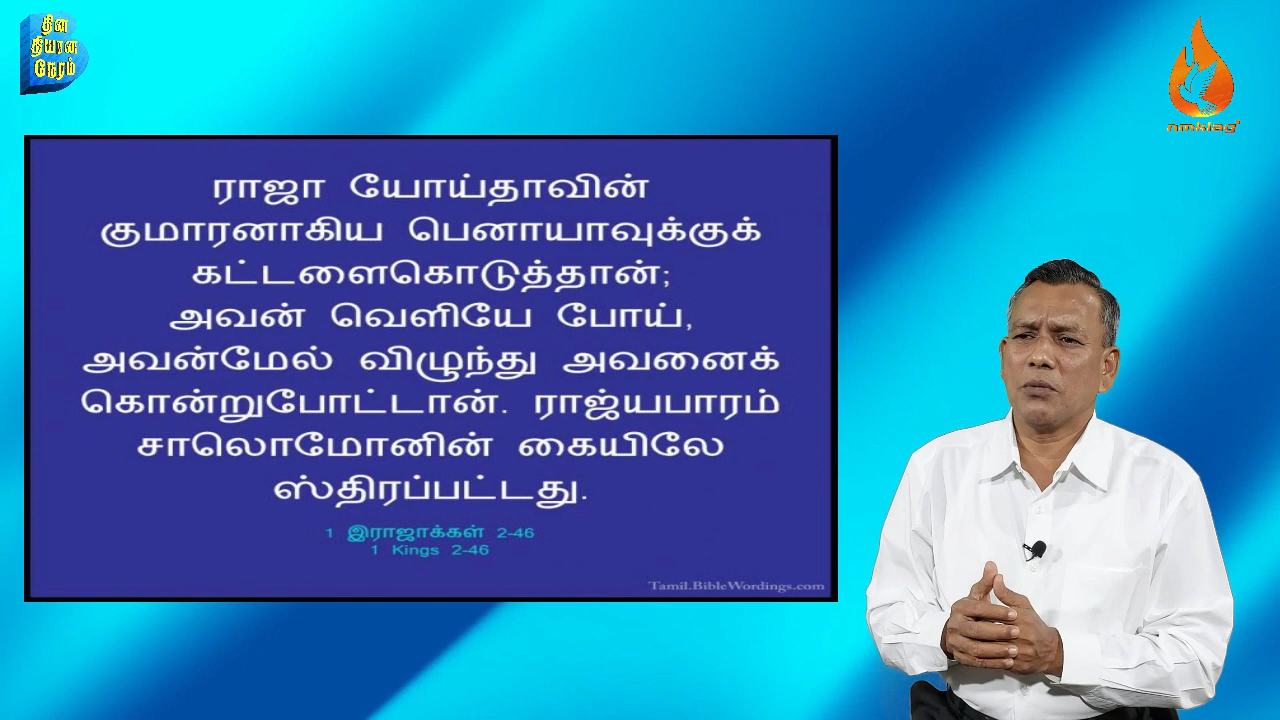 தின
தியான
நேரம்
nmklag
ராஜா யோய்தாவின்
குமாரனாகிய பெனாயாவுக்குக்
கட்டளைகொடுத்தான்;
அவன் வெளியே போய்,
அவன்மேல் விழுந்து அவனைக்
கொன்றுபோட்டான். ராஜ்யபாரம்
சாலொமோனின் கையிலே
ஸ்திரப்பட்டது.
1 இராஜாக்கள் 2-46
1 Kings 2-46
Tamil.BibleWordings.com